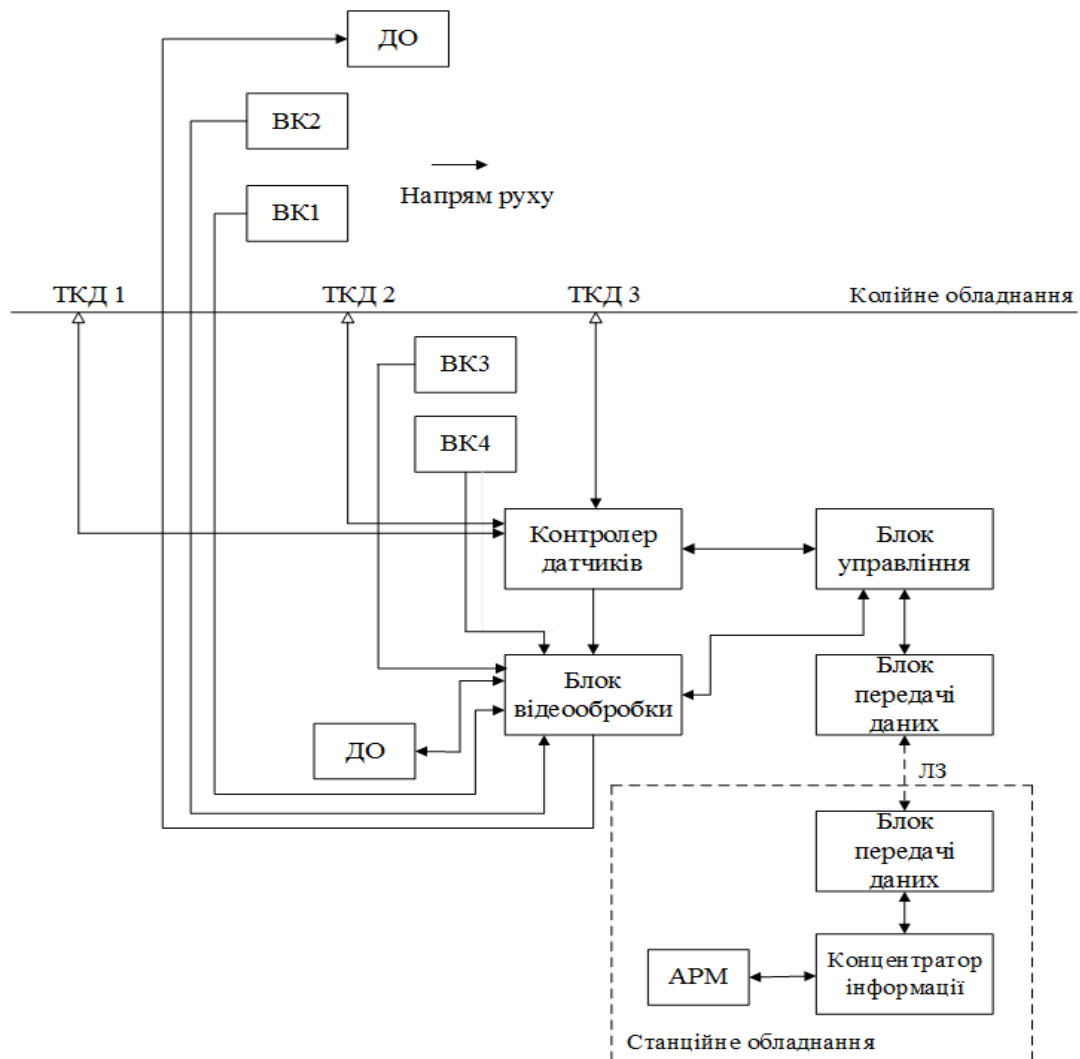 ДО
ВК2
Напрям руху
ВК1
ТКД 1
ТКД 2
ТКД 3
Колійне обладнання
ВК3
ВК4
Контролер
датчиків
Блок
управління
Блок
відеообробки
Блок
передачі
даних
ДО
ЛЗ
Блок
передачі
даних
АРМ
Концентратор
інформації
Станційне обладнання